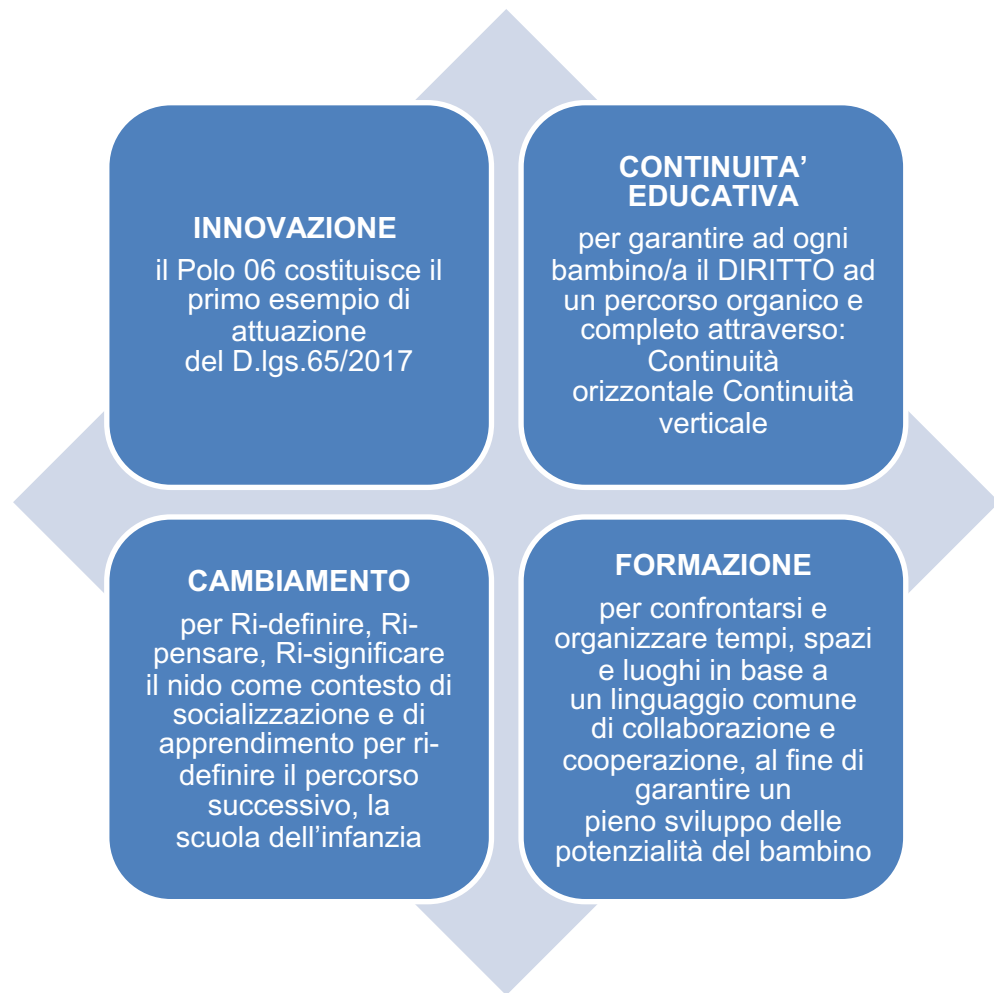 INNOVAZIONE
il Polo 06 costituisce il
primo esempio di
attuazione
del D.lgs.65/2017
CONTINUITA’
EDUCATIVA
per garantire ad ogni
bambino/a il DIRITTO ad
un percorso organico e
completo attraverso:
Continuità
orizzontale Continuità
verticale
CAMBIAMENTO
per Ri-definire, Ri-
pensare, Ri-significare
il nido come contesto di
socializzazione e di
apprendimento per ri-
definire il percorso
successivo, la
scuola dell’infanzia
FORMAZIONE
per confrontarsi e
organizzare tempi, spazi
e luoghi in base a
un linguaggio comune
di collaborazione e
cooperazione, al fine di
garantire un
pieno sviluppo delle
potenzialità del bambino